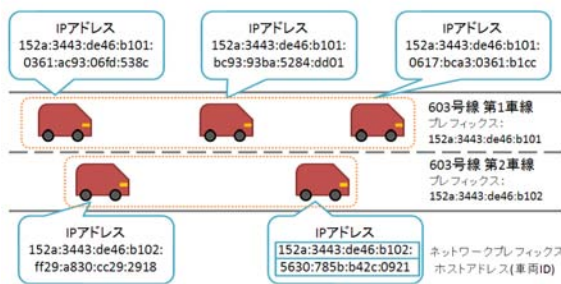 IPアドレス
152a:3443:de46:b101:
0361:ac93:06fd:538c
IPアドレス
152a:3443:de46:b101:
bc93:93ba:5284:dd01
IPアドレス
152a:3443:de46:b101:
0617:bca3:0361:b1cc
603号線 第1車線
プレフィックス:
152a:3443:de46:b101
603号線 第2車線
プレフィックス:
152a:3443:de46:b102
IPアドレス
152a:3443:de46:b102:
ff29:a830:cc29:2918
IPアドレス
152a:3443:de46:b102:
5630:785b:b42c:0921
ネットワークプレフィックス
ホストアドレス(車両ID)